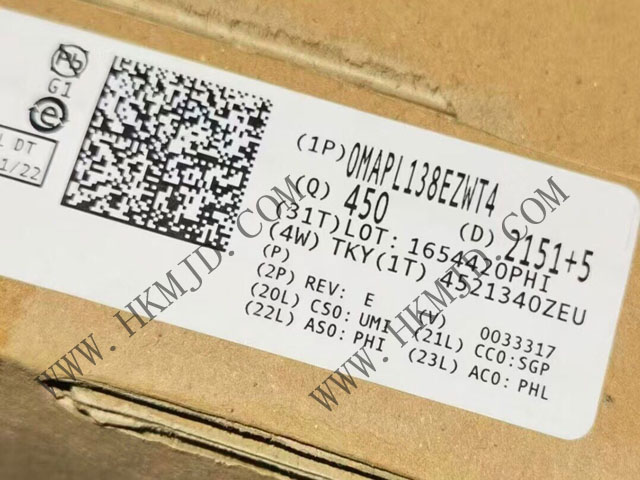 Pb
G1
e
L DT
1/22
(1P)OMAPL138EZWT4
(Q) 450 (D) 2151+5
(31T)LOT: 1654420PHI
(4W) TKY(1T) 4521340ZEU
(P)
(2P) REV: E (V) 0033317
(20L) CSO: UMI (21L) CCO:SGP
(22L) ASO: PHI (23L) ACO: PHL
WWW.HKMJD.COM
WWW.HKMJD.COM